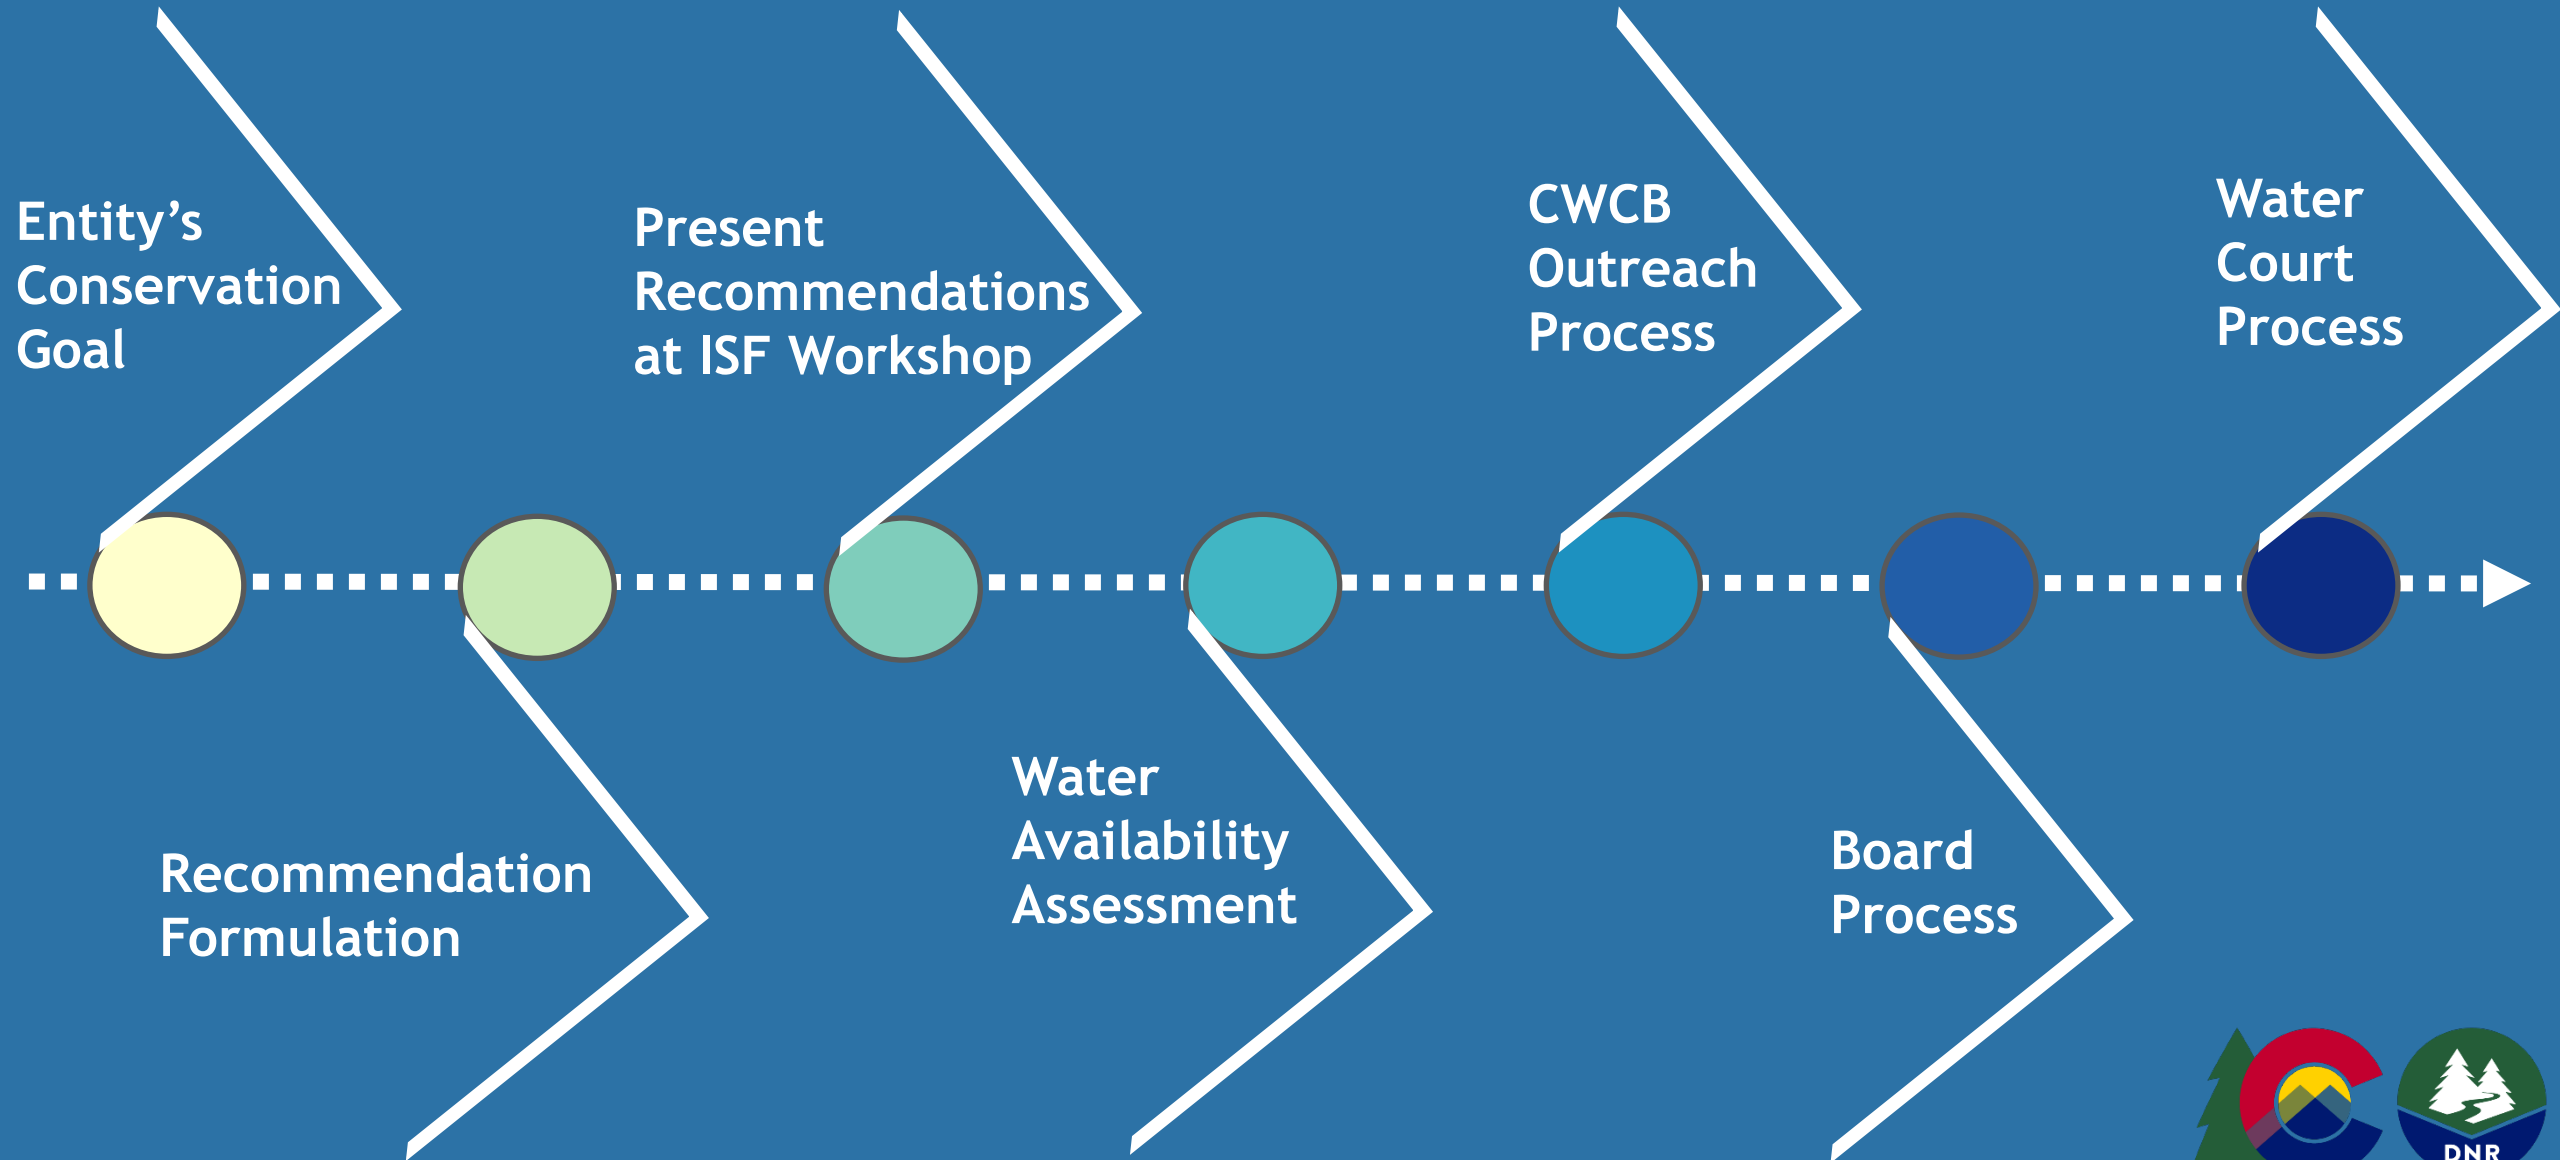 Entity’s
Conservation
Goal
Recommendation
Formulation
Present
Recommendations
at ISF Workshop
Water
Availability
Assessment
CWCB
Outreach
Process
Board
Process
Water
Court
Process
DNR